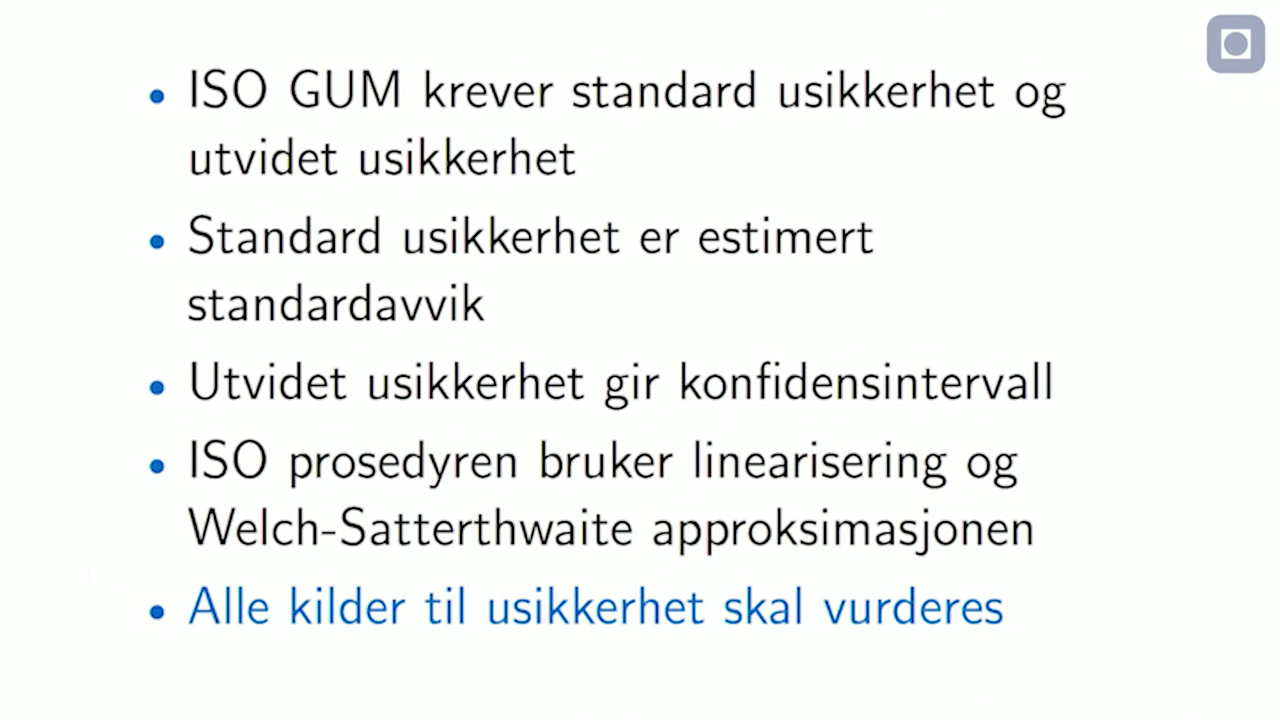 • ISO GUM krever standard usikkerhet og
utvidet usikkerhet
• Standard usikkerhet er estimert
standardavvik
• Utvidet usikkerhet gir konfidensintervall
• ISO prosedyren bruker linearisering og
Welch-Satterthwaite approksimasjonen
• Alle kilder til usikkerhet skal vurderes